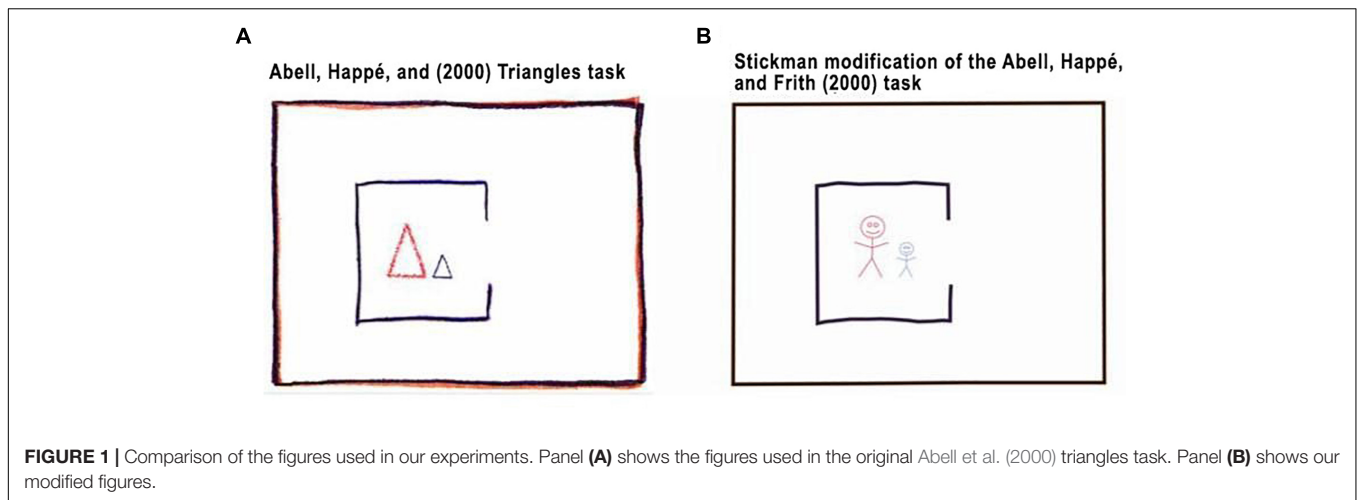 A
Abell, Happé, and (2000) Triangles task
B
Stickman modification of the Abell, Happé,
and Frith (2000) task
FIGURE 1 | Comparison of the figures used in our experiments. Panel (A) shows the figures used in the original Abell et al. (2000) triangles task. Panel (B) shows our
modified figures.